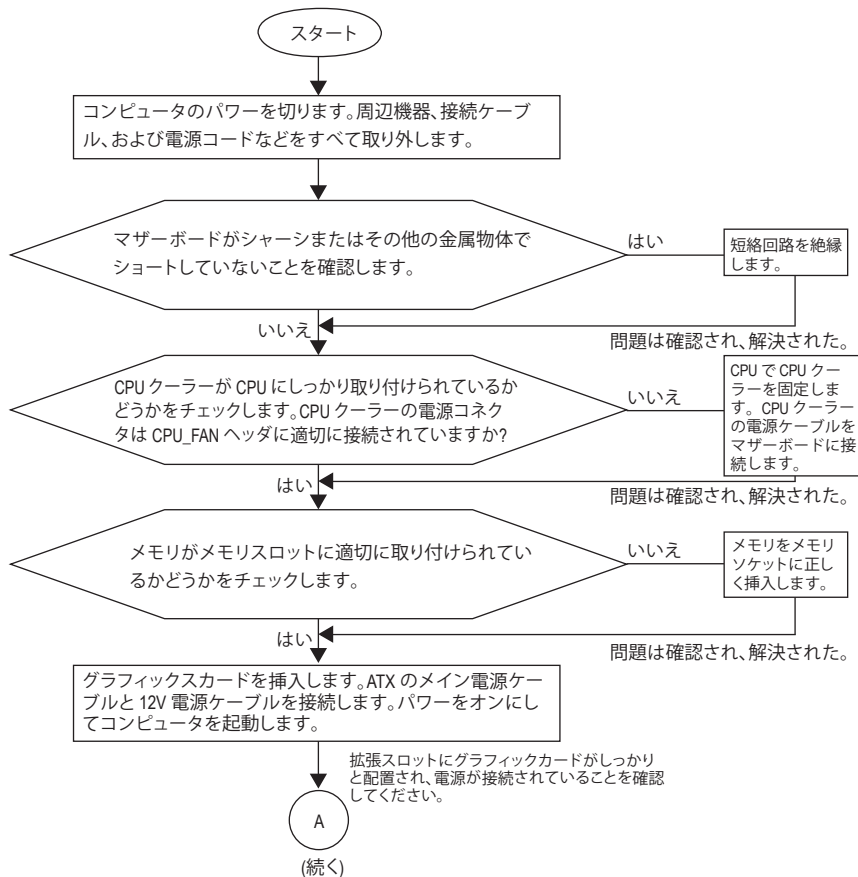 スタート
コンピュータのパワーを切ります。周辺機器、接続ケーブ
ル、および電源コードなどをすべて取り外します。
マザーボードがシャーシまたはその他の金属物体で
ショートしていないことを確認します。
はい
短絡回路を絶縁
します。
いいえ
問題は確認され、解決された。
CPU クーラーが CPU にしっかり取り付けられているか
どうかをチェックします。CPU クーラーの電源コネク
タは CPU_FAN ヘッダに適切に接続されていますか?
いいえ
CPU で CPU クー
ラーを固定しま
す。 CPU クーラー
の電源ケーブルを
マザーボードに接
続します。
はい
問題は確認され、解決された。
メモリがメモリスロットに適切に取り付けられてい
るかどうかをチェックします。
いいえ
メモリをメモリ
ソケットに正し
く挿入します。
はい
問題は確認され、解決された。
グラフィックスカードを挿入します。ATX のメイン電源ケー
ブルと 12V 電源ケーブルを接続します。パワーをオンにし
てコンピュータを起動します。
拡張スロットにグラフィックカードがしっかり
と配置され、電源が接続されていることを確認
してください。
A
(続く)